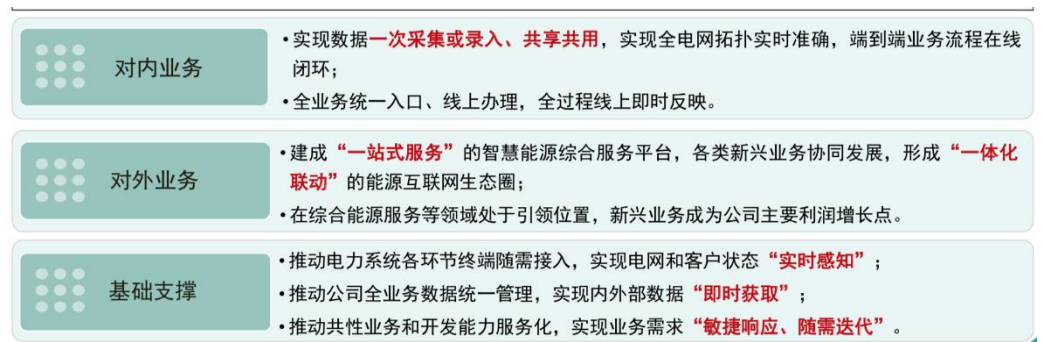 对内业务
•实现数据一次采集或录入、共享共用，实现全电网拓扑实时准确，端到端业务流程在线
闭环；
•全业务统一入口、线上办理，全过程线上即时反映。
对外业务
•建成“一站式服务”的智慧能源综合服务平台，各类新兴业务协同发展，形成“一体化
联动”的能源互联网生态圈；
•在综合能源服务等领域处于引领位置，新兴业务成为公司主要利润增长点。
基础支撑
•推动电力系统各环节终端随需接入，实现电网和客户状态“实时感知”；
•推动公司全业务数据统一管理，实现内外部数据“即时获取”；
•推动共性业务和开发能力服务化，实现业务需求“敏捷响应、随需迭代”。